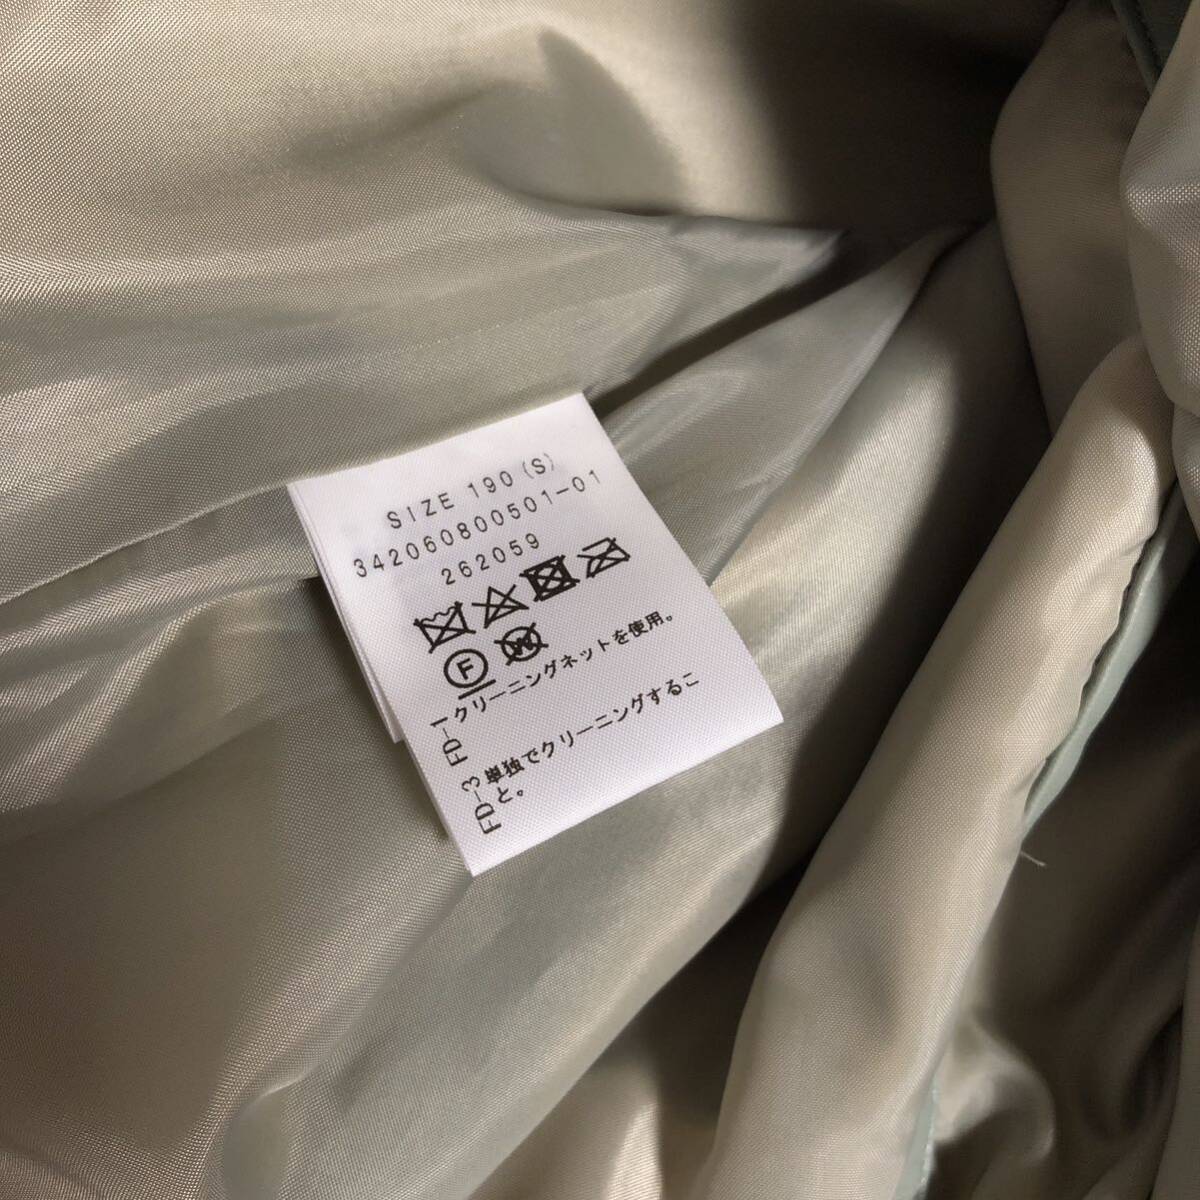 SIZE 190 (S)
342060800501-01
262059
F W
FD-1 クリーニングネットを使用。
FD-3 単独でクリーニングするこ
と。